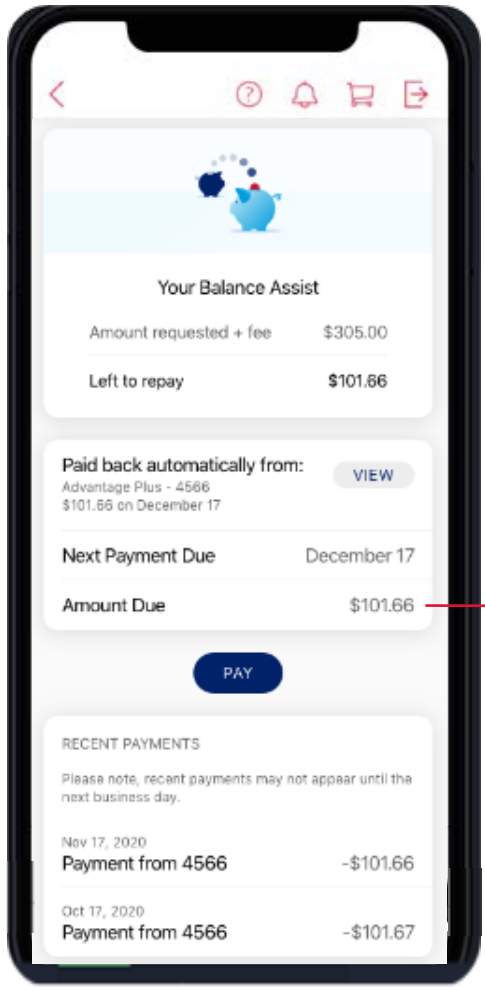 ?
Your Balance Assist
Amount requested + fee $305.00
Left to repay $101.66
Paid back automatically from:
VIEW
Advantage Plus - 4566
$101.66 on December 17
Next Payment Due December 17
Amount Due $101.66
PAY
RECENT PAYMENTS
Please note, recent payments may not appear until the
next business day.
Nov 17, 2020
Payment from 4566 -$101.66
Oct 17, 2020
Payment from 4566 -$101.67